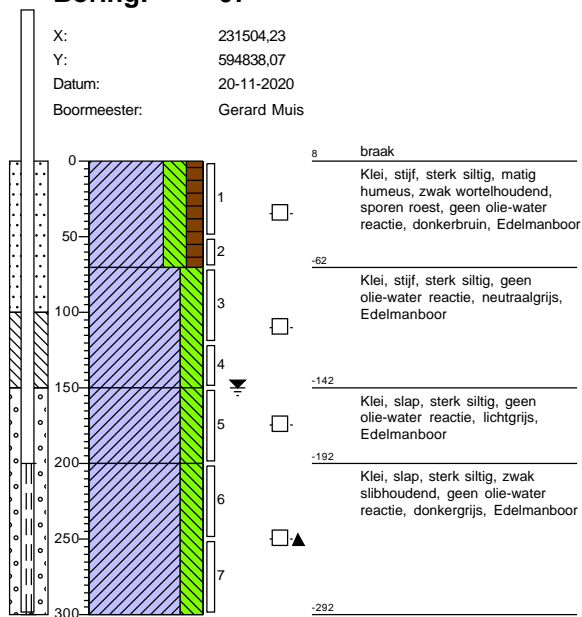 Boring:
X: 231504,23
Y: 594838,07
Datum: 20-11-2020
Boormeester: Gerard Muis
0
50
100
150
200
250
300
1
2
3
4
5
6
7
8 braak
Klei, stijf, sterk siltig, matig
humeus, zwak wortelhoudend,
sporen roest, geen olie-water
reactie, donkerbruin, Edelmanboor
-62
Klei, stijf, sterk siltig, geen
olie-water reactie, neutraalgrijs,
Edelmanboor
-142
Klei, slap, sterk siltig, geen
olie-water reactie, lichtgrijs,
Edelmanboor
-192
Klei, slap, sterk siltig, zwak
slibhoudend, geen olie-water
reactie, donkergrijs, Edelmanboor
-292